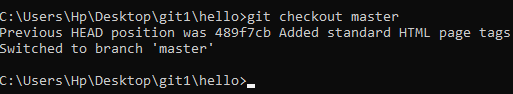 C:\Users\Hp\Desktop\git1\hello>git checkout master
Previous HEAD position was 489f7cb Added standard HTML page tags
Switched to branch 'master'
C:\Users\Hp\Desktop\git1\hello>